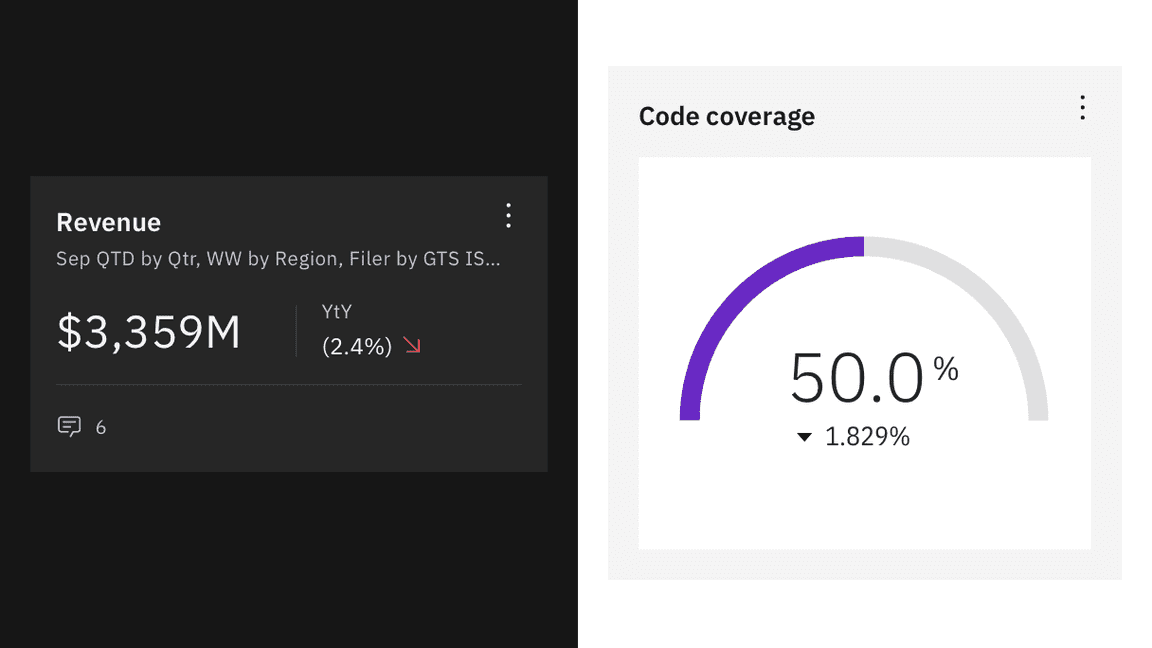 Revenue
Sep QTD by Qtr, WW by Region, Filer by GTS IS...
$3,359M
YtY
(2.4%)
6
Code coverage
50.0%
1.829%